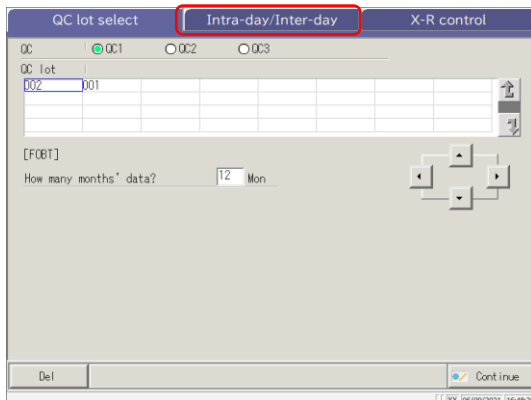 QC lot select Intra-day/Inter-day X-R control
QC QC1 QC2 QC3
QC lot
002 001
[FOBT]
How many months' data? 12 Mon
Del Continue